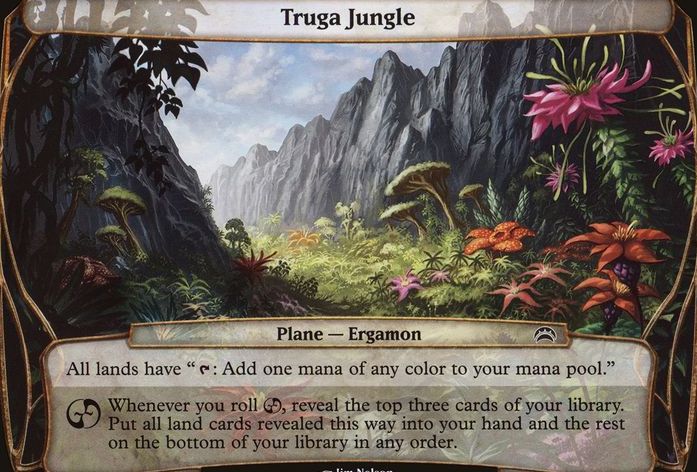 Truga Jungle
Plane — Ergamon
All lands have “ : Add one mana of any color to your mana pool.”
Whenever you roll , reveal the top three cards of your library.
Put all land cards revealed this way into your hand and the rest
on the bottom of your library in any order.
Jim Nelson